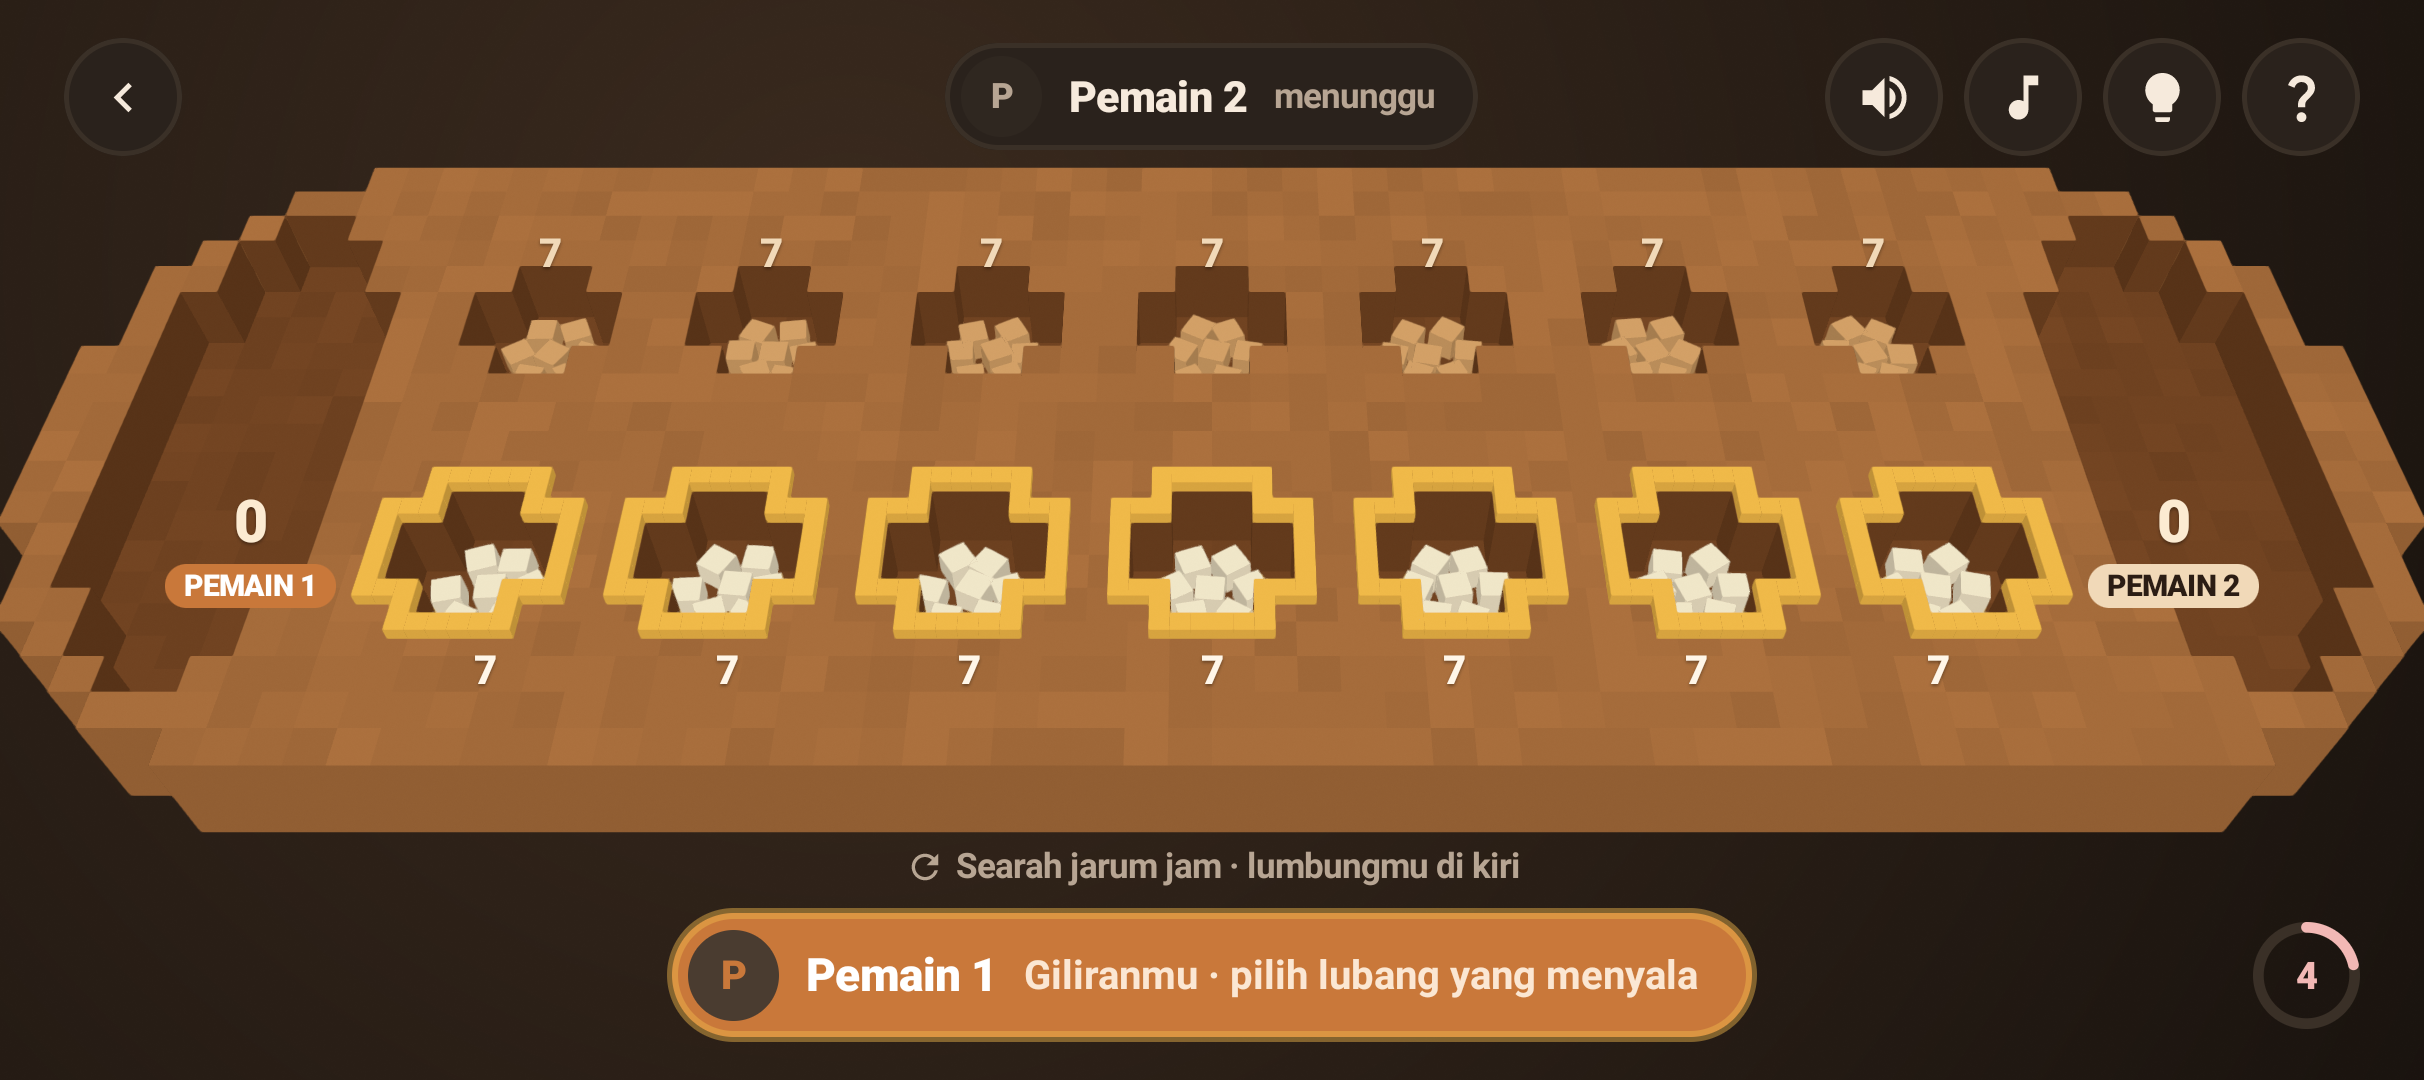 P Pemain 2 menunggu
?
7 7 7 7 7 7 7
0 0
PEMAIN 1 PEMAIN 2
7 7 7 7 7 7 7
Searah jarum jam · lumbungmu di kiri
P Pemain 1 Giliranmu · pilih lubang yang menyala
4